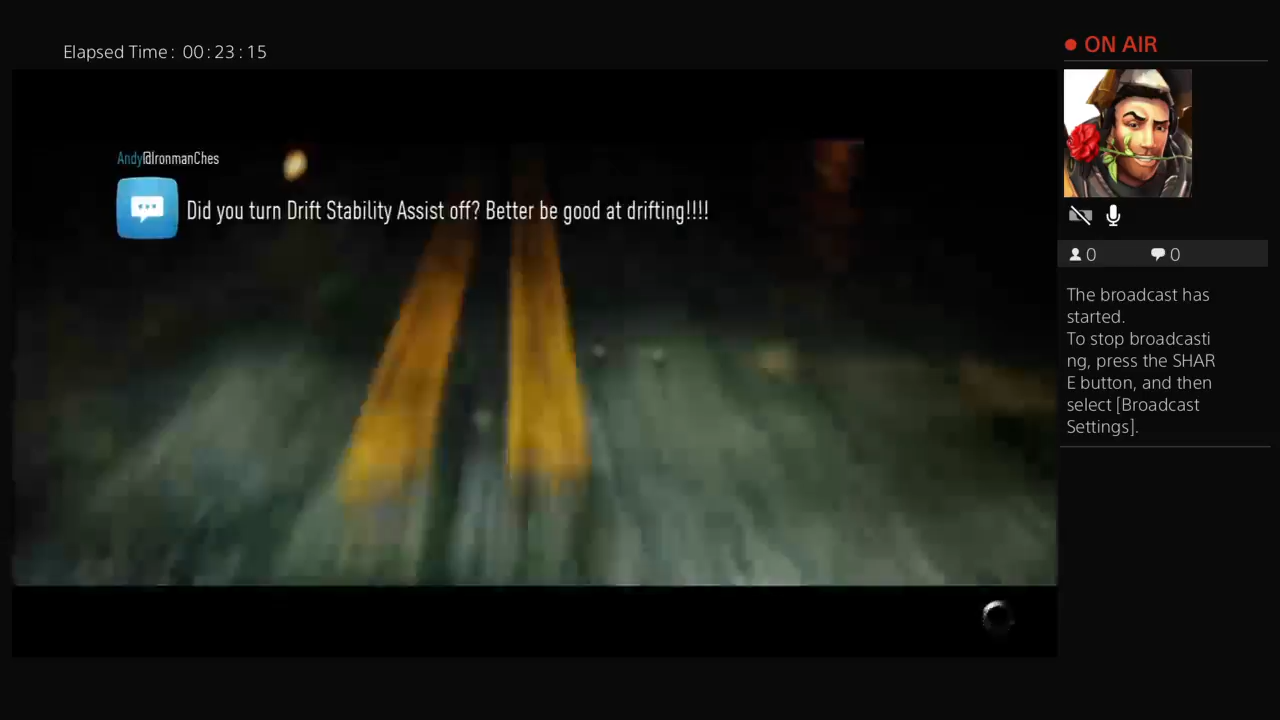 Elapsed Time: 00:23:15
ON AIR
Andy@IronmanChes
Did you turn Drift Stability Assist off? Better be good at drifting!!!!
0 0
The broadcast has
started.
To stop broadcasti
ng, press the SHAR
E button, and then
select [Broadcast
Settings].